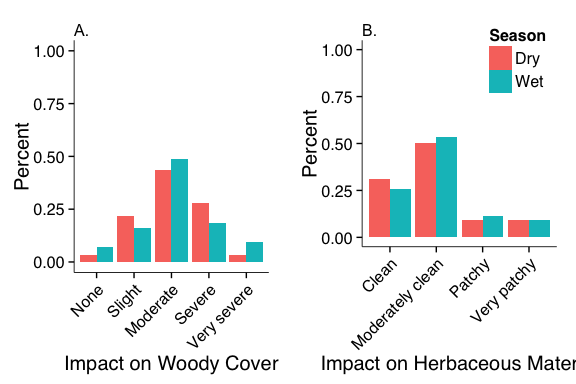 A.
1.00
0.75
0.50
0.25
0.00
Percent
None
Slight
Moderate
Severe
Very severe
Impact on Woody Cover
B.
1.00
0.75
0.50
0.25
0.00
Percent
Season
Dry
Wet
Clean
Moderately clean
Patchy
Very patchy
Impact on Herbaceous Mater